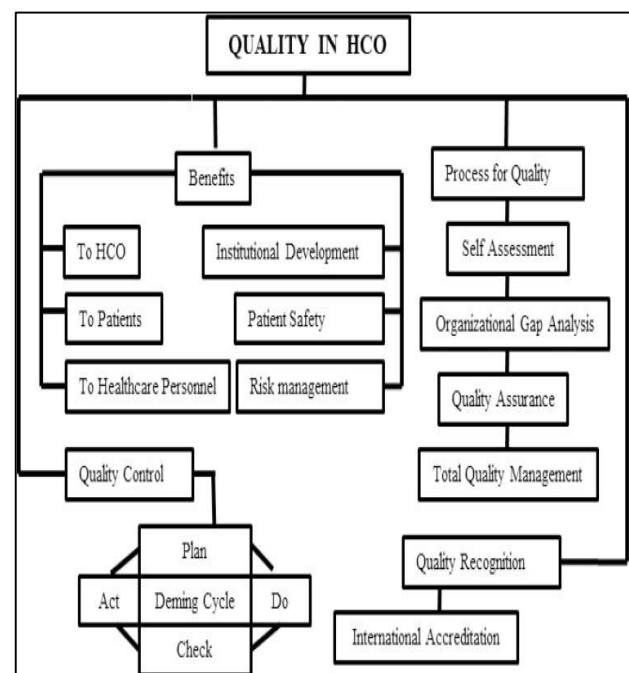 QUALITY IN HCO
Benefits
Process for Quality
To HCO
Institutional Development
Self Assessment
To Patients
Patient Safety
Organizational Gap Analysis
To Healthcare Personnel
Risk management
Quality Assurance
Quality Control
Total Quality Management
Plan
Act
Deming Cycle
Do
Check
Quality Recognition
International Accreditation